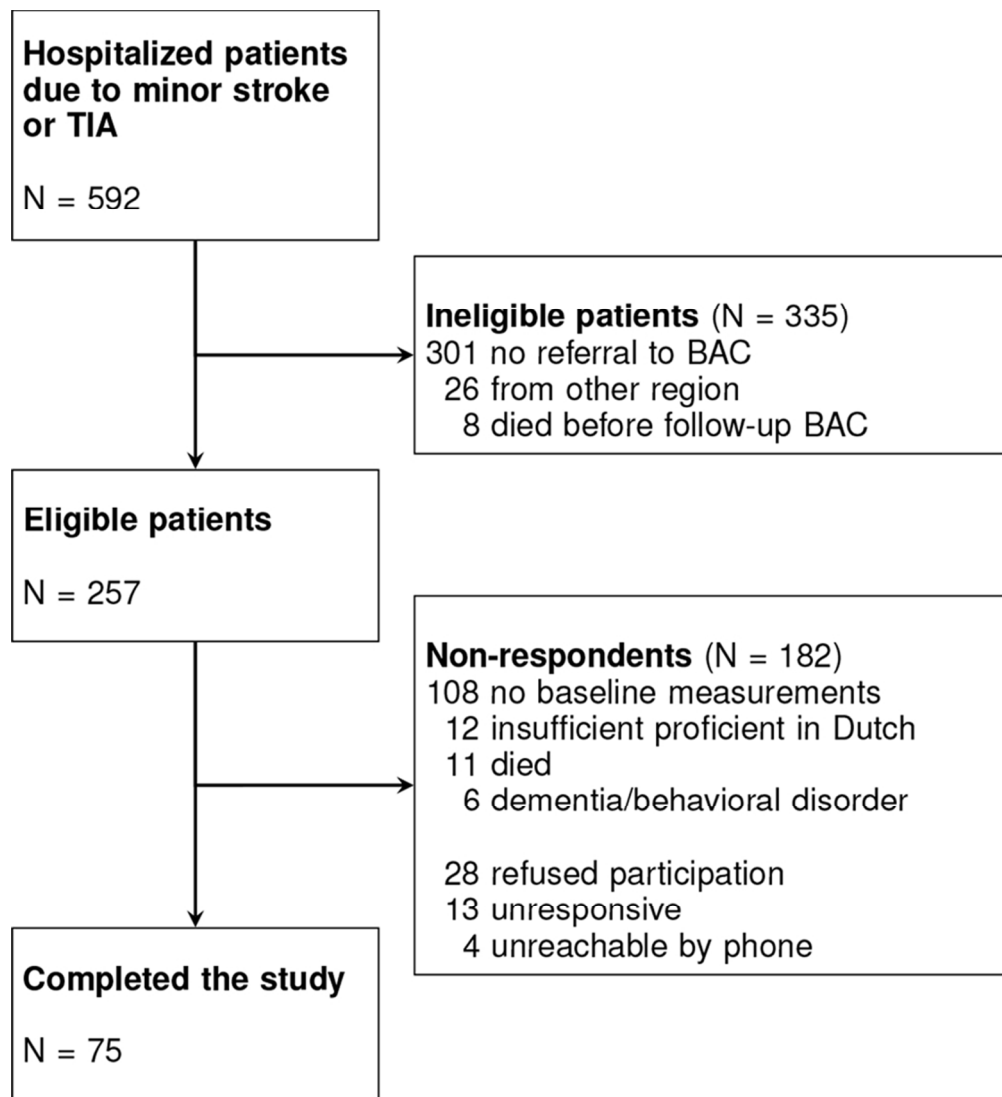 Hospitalized patients
due to minor stroke
or TIA
N = 592
Ineligible patients (N = 335)
301 no referral to BAC
26 from other region
8 died before follow-up BAC
Eligible patients
N = 257
Non-respondents (N = 182)
108 no baseline measurements
12 insufficient proficient in Dutch
11 died
6 dementia/behavioral disorder
28 refused participation
13 unresponsive
4 unreachable by phone
Completed the study
N = 75